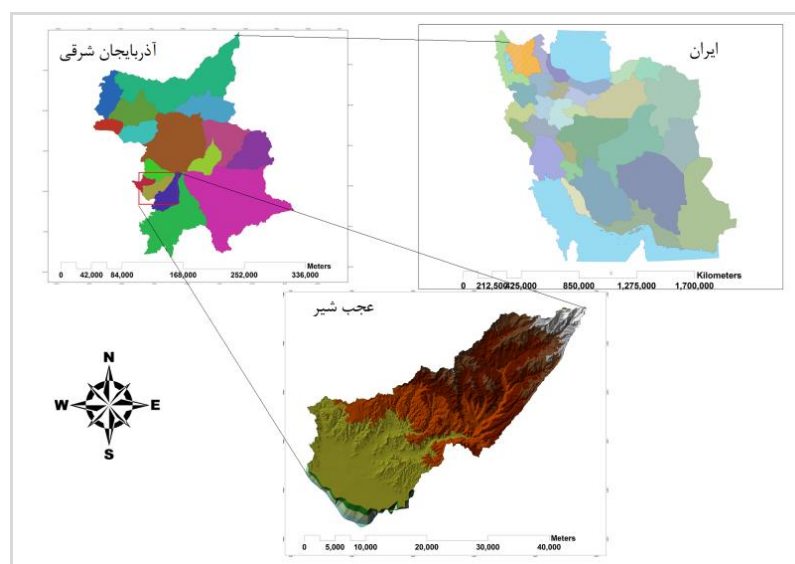 آذربایجان شرقی
Meters
0 42,000 84,000 168,000 252,000 336,000
ایران
Kilometers
0 212,500 425,000 850,000 1,275,000 1,700,000
عجب شیر
N
W E
S
Meters
0 5,000 10,000 20,000 30,000 40,000